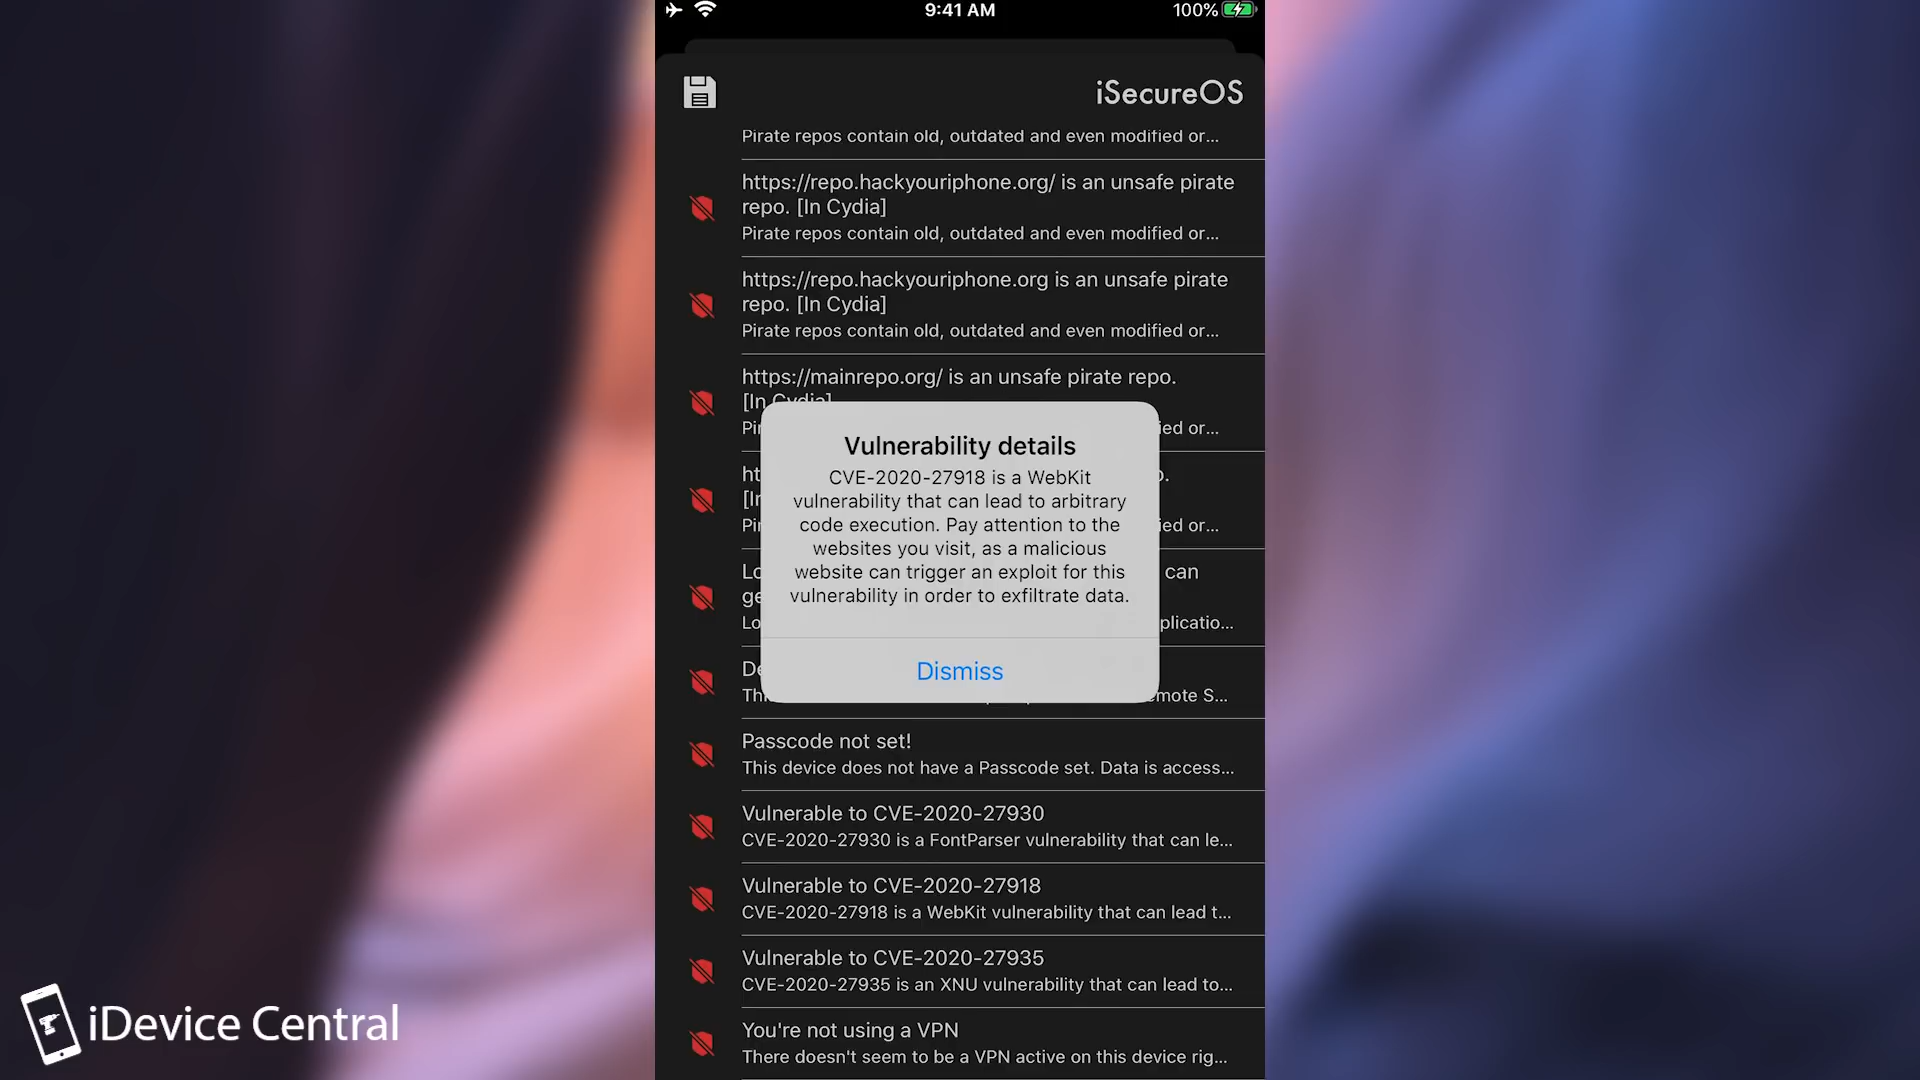 9:41 AM
100%
iSecureOS
Pirate repos contain old, outdated and even modified or...
https://repo.hackyouriphone.org/ is an unsafe pirate
repo. [In Cydia]
Pirate repos contain old, outdated and even modified or...
https://repo.hackyouriphone.org is an unsafe pirate
repo. [In Cydia]
Pirate repos contain old, outdated and even modified or...
https://mainrepo.org/ is an unsafe pirate repo.
[In Cydia]
ied or...
Vulnerability details
CVE-2020-27918 is a WebKit
vulnerability that can lead to arbitrary
code execution. Pay attention to the
websites you visit, as a malicious
website can trigger an exploit for this
vulnerability in order to exfiltrate data.
Dismiss
ied or...
can
plicatio...
mote S...
Passcode not set!
This device does not have a Passcode set. Data is access...
Vulnerable to CVE-2020-27930
CVE-2020-27930 is a FontParser vulnerability that can le...
Vulnerable to CVE-2020-27918
CVE-2020-27918 is a WebKit vulnerability that can lead t...
Vulnerable to CVE-2020-27935
CVE-2020-27935 is an XNU vulnerability that can lead to...
You're not using a VPN
There doesn't seem to be a VPN active on this device rig...
iDevice Central